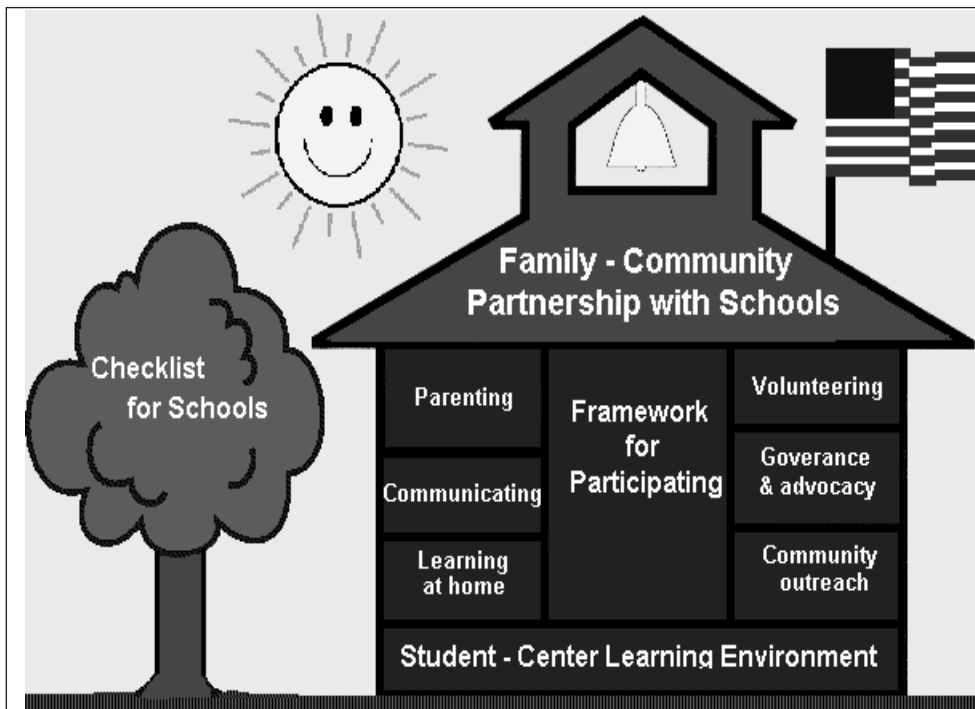 Family - Community
Partnership with Schools
Checklist
for Schools
Parenting
Communicating
Learning
at home
Framework
for
Participating
Volunteering
Goverance
& advocacy
Community
outreach
Student - Center Learning Environment